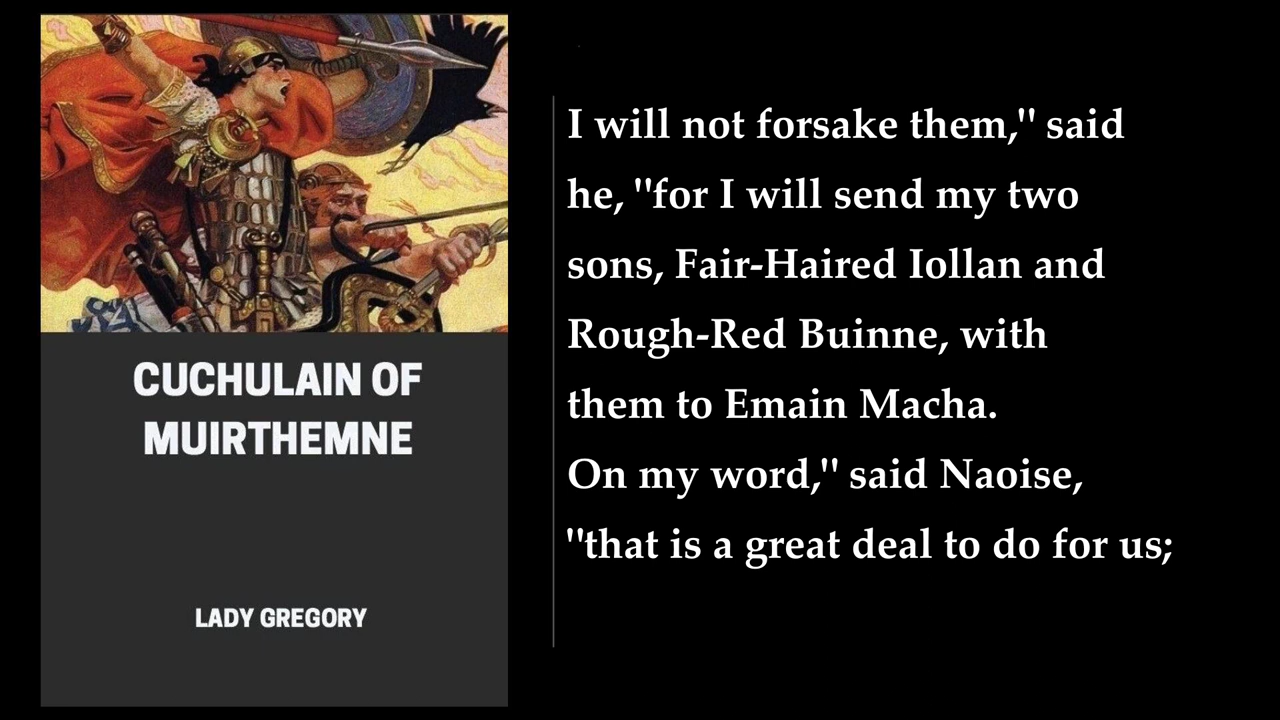 CUCHULAIN OF
MUIRTHEMNE
LADY GREGORY
I will not forsake them," said
he, "for I will send my two
sons, Fair-Haired Iollan and
Rough-Red Buinne, with
them to Emain Macha.
On my word," said Naoise,
"that is a great deal to do for us;